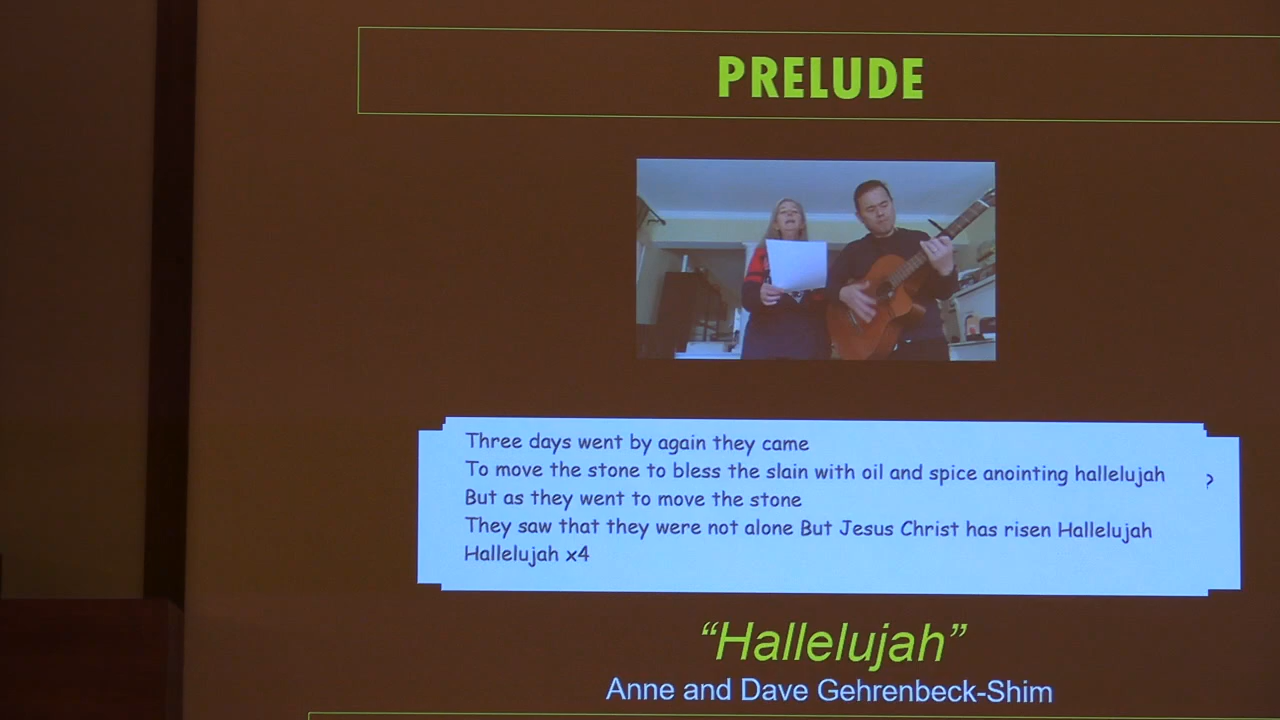 PRELUDE
Three days went by again they came
To move the stone to bless the slain with oil and spice anointing hallelujah ?
But as they went to move the stone
They saw that they were not alone But Jesus Christ has risen Hallelujah
Hallelujah x4
“Hallelujah”
Anne and Dave Gehrenbeck-Shim